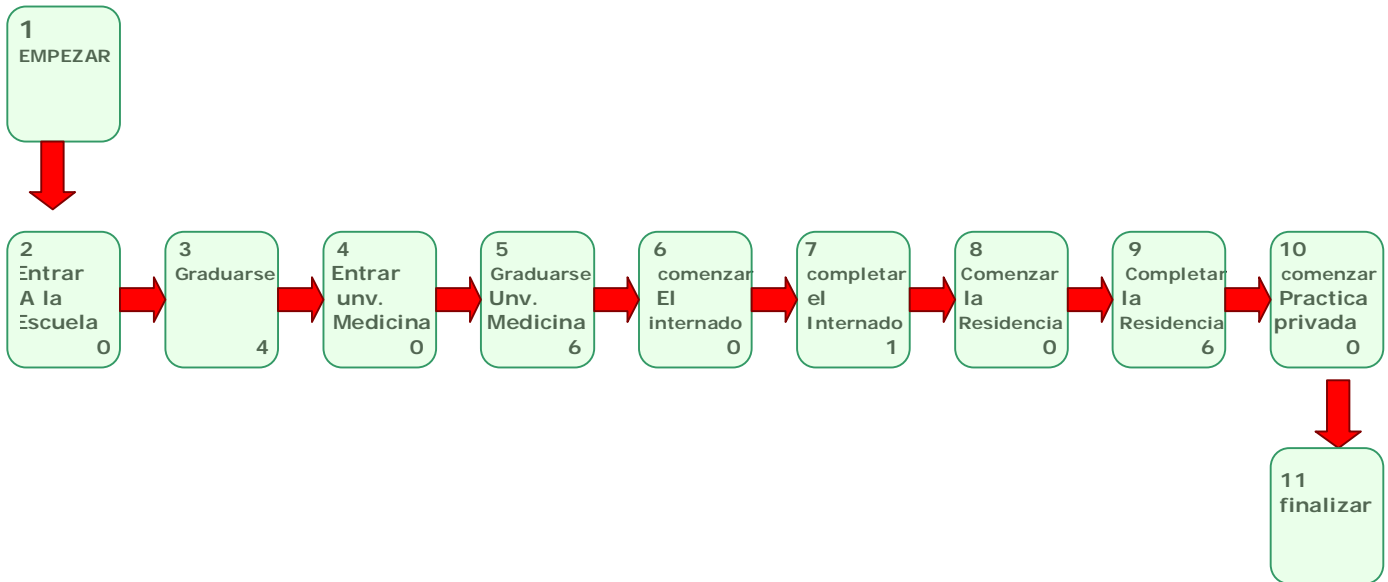 1
EMPEZAR
2
Entrar
A la
Escuela
0
3
Graduarse
4
4
Entrar
unv.
Medicina
0
5
Graduarse
Unv.
Medicina
6
6
comenzar
El
internado
0
7
completar
el
Internado
1
8
Comenzar
la
Residencia
0
9
Completar
la
Residencia
6
10
comenzar
Practica
privada
0
11
finalizar